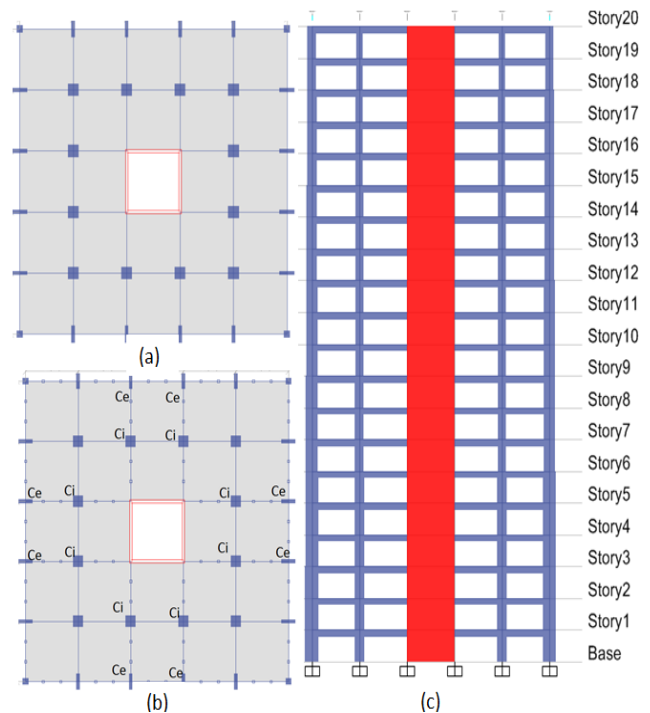 (a)
Ce Ce
Ci Ci
Ce Ci Ci Ce
Ce Ci Ci Ce
Ci Ci
Ce Ce
(b)
Story20
Story19
Story18
Story17
Story16
Story15
Story14
Story13
Story12
Story11
Story10
Story9
Story8
Story7
Story6
Story5
Story4
Story3
Story2
Story1
Base
(c)